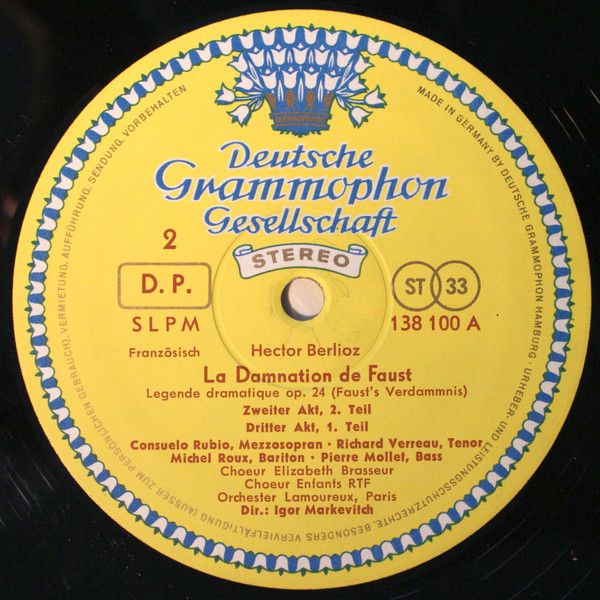 Deutsche
Grammophon
Gesellschaft
STEREO
2
D. P.
ST 33
SLPM
138 100 A
Französisch
Hector Berlioz
La Damnation de Faust
Legende dramatique op. 24 (Faust's Verdammnis)
Zweiter Akt, 2. Teil
Dritter Akt, 1. Teil
Consuelo Rubio, Mezzosopran · Richard Verreau, Tenor
Michel Roux, Bariton · Pierre Mollet, Bass
Choeur Elizabeth Brasseur
Choeur Enfants RTF
Orchester Lamoureux, Paris
Dir.: Igor Markevitch
MADE IN GERMANY BY DEUTSCHE GRAMMOPHON HAMBURG · URHEBER- UND LEISTUNGSSCHUTZRECHTE, BESONDERS VERVIELFÄLTIGUNG (AUSSER ZUM PERSÖNLICHEN GEBRAUCH), VERMIETUNG, AUFFÜHRUNG, SENDUNG, VORBEHALTEN